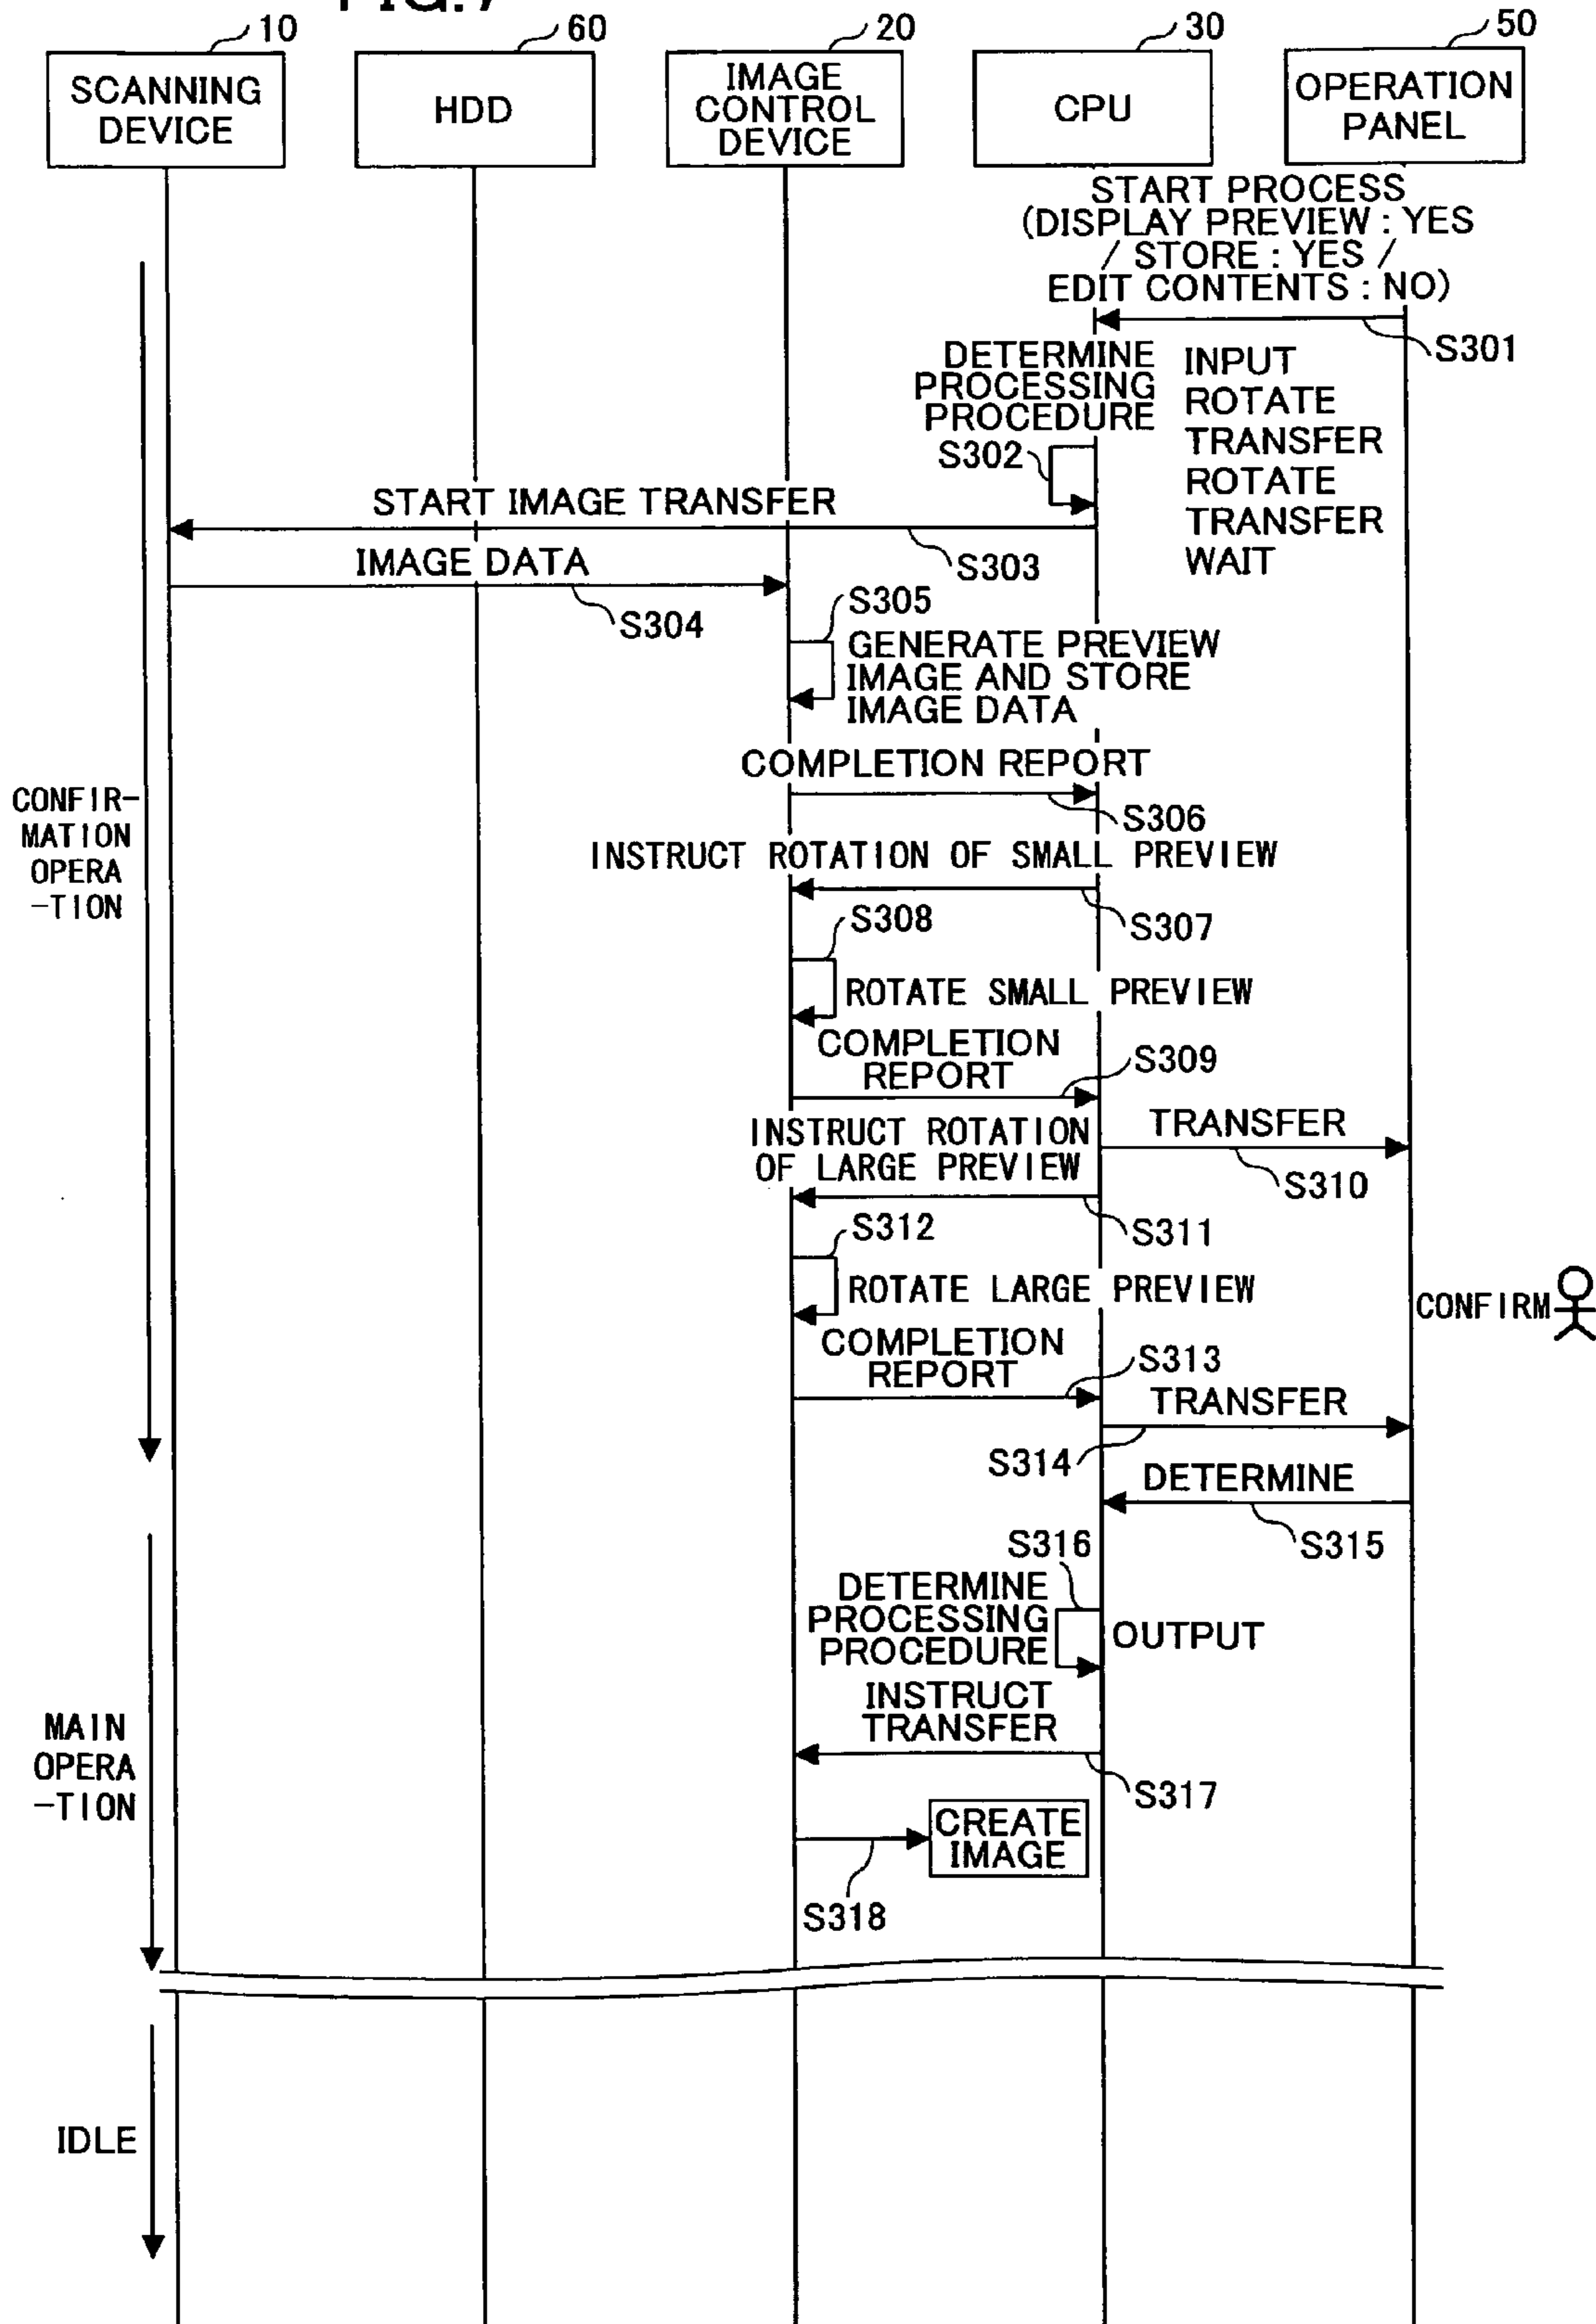 FIG.7
10
60
20
30
50
SCANNING
DEVICE
HDD
IMAGE
CONTROL
DEVICE
CPU
OPERATION
PANEL
START PROCESS
(DISPLAY PREVIEW : YES
/ STORE : YES /
EDIT CONTENTS : NO)
S301
DETERMINE
PROCESSING
PROCEDURE
S302
INPUT
ROTATE
TRANSFER
ROTATE
TRANSFER
WAIT
START IMAGE TRANSFER
S303
IMAGE DATA
S304
S305
GENERATE PREVIEW
IMAGE AND STORE
IMAGE DATA
COMPLETION REPORT
S306
CONFIR-
MATION
OPERA
-TION
INSTRUCT ROTATION OF SMALL PREVIEW
S307
S308
ROTATE SMALL PREVIEW
COMPLETION
REPORT
S309
TRANSFER
S310
INSTRUCT ROTATION
OF LARGE PREVIEW
S311
S312
ROTATE LARGE PREVIEW
CONFIRM
COMPLETION
REPORT
S313
TRANSFER
S314
DETERMINE
S315
S316
DETERMINE
PROCESSING
PROCEDURE
OUTPUT
INSTRUCT
TRANSFER
S317
MAIN
OPERA
-TION
CREATE
IMAGE
S318
IDLE